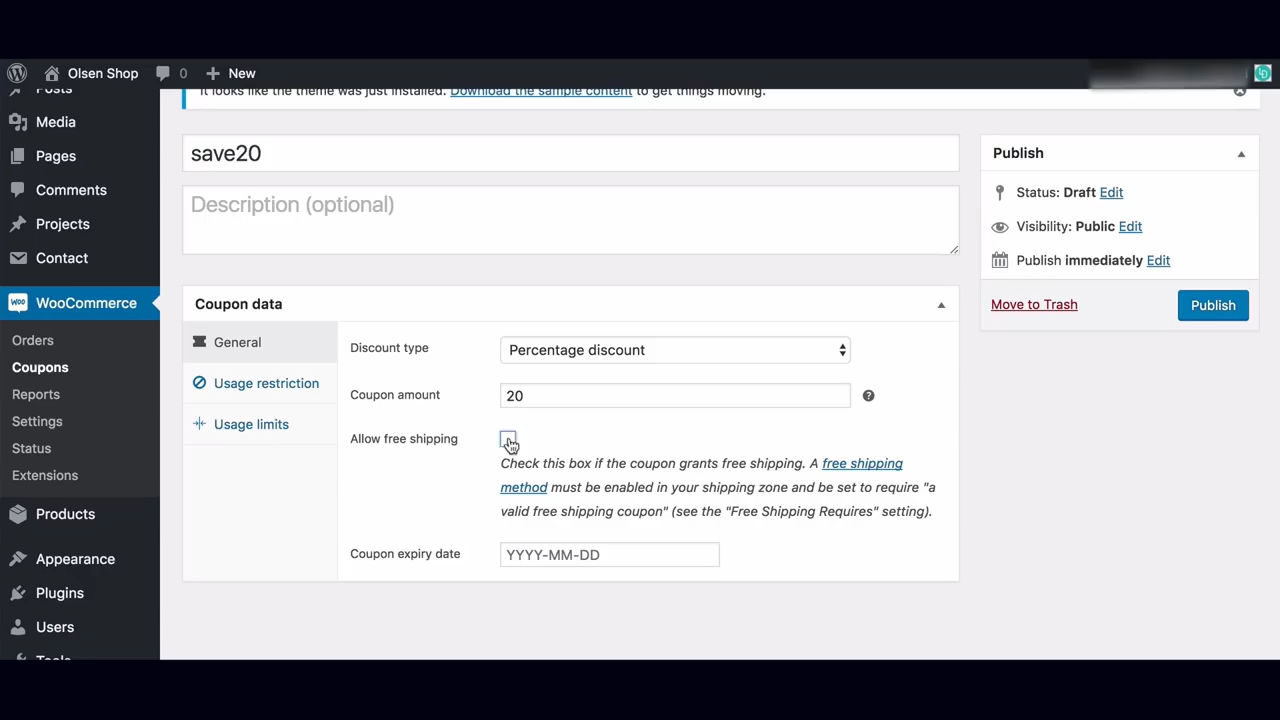 Olsen Shop
0
New
Posts
It looks like the theme was just installed. Download the sample content to get things moving.
Media
Pages
Comments
Projects
Contact
WooCommerce
Orders
Coupons
Reports
Settings
Status
Extensions
Products
Appearance
Plugins
Users
Tools
save20
Description (optional)
Coupon data
General
Usage restriction
Usage limits
Discount type
Percentage discount
Coupon amount
20
Allow free shipping
Check this box if the coupon grants free shipping. A free shipping
method must be enabled in your shipping zone and be set to require "a
valid free shipping coupon" (see the "Free Shipping Requires" setting).
Coupon expiry date
YYYY-MM-DD
Publish
Status: Draft Edit
Visibility: Public Edit
Publish immediately Edit
Move to Trash
Publish